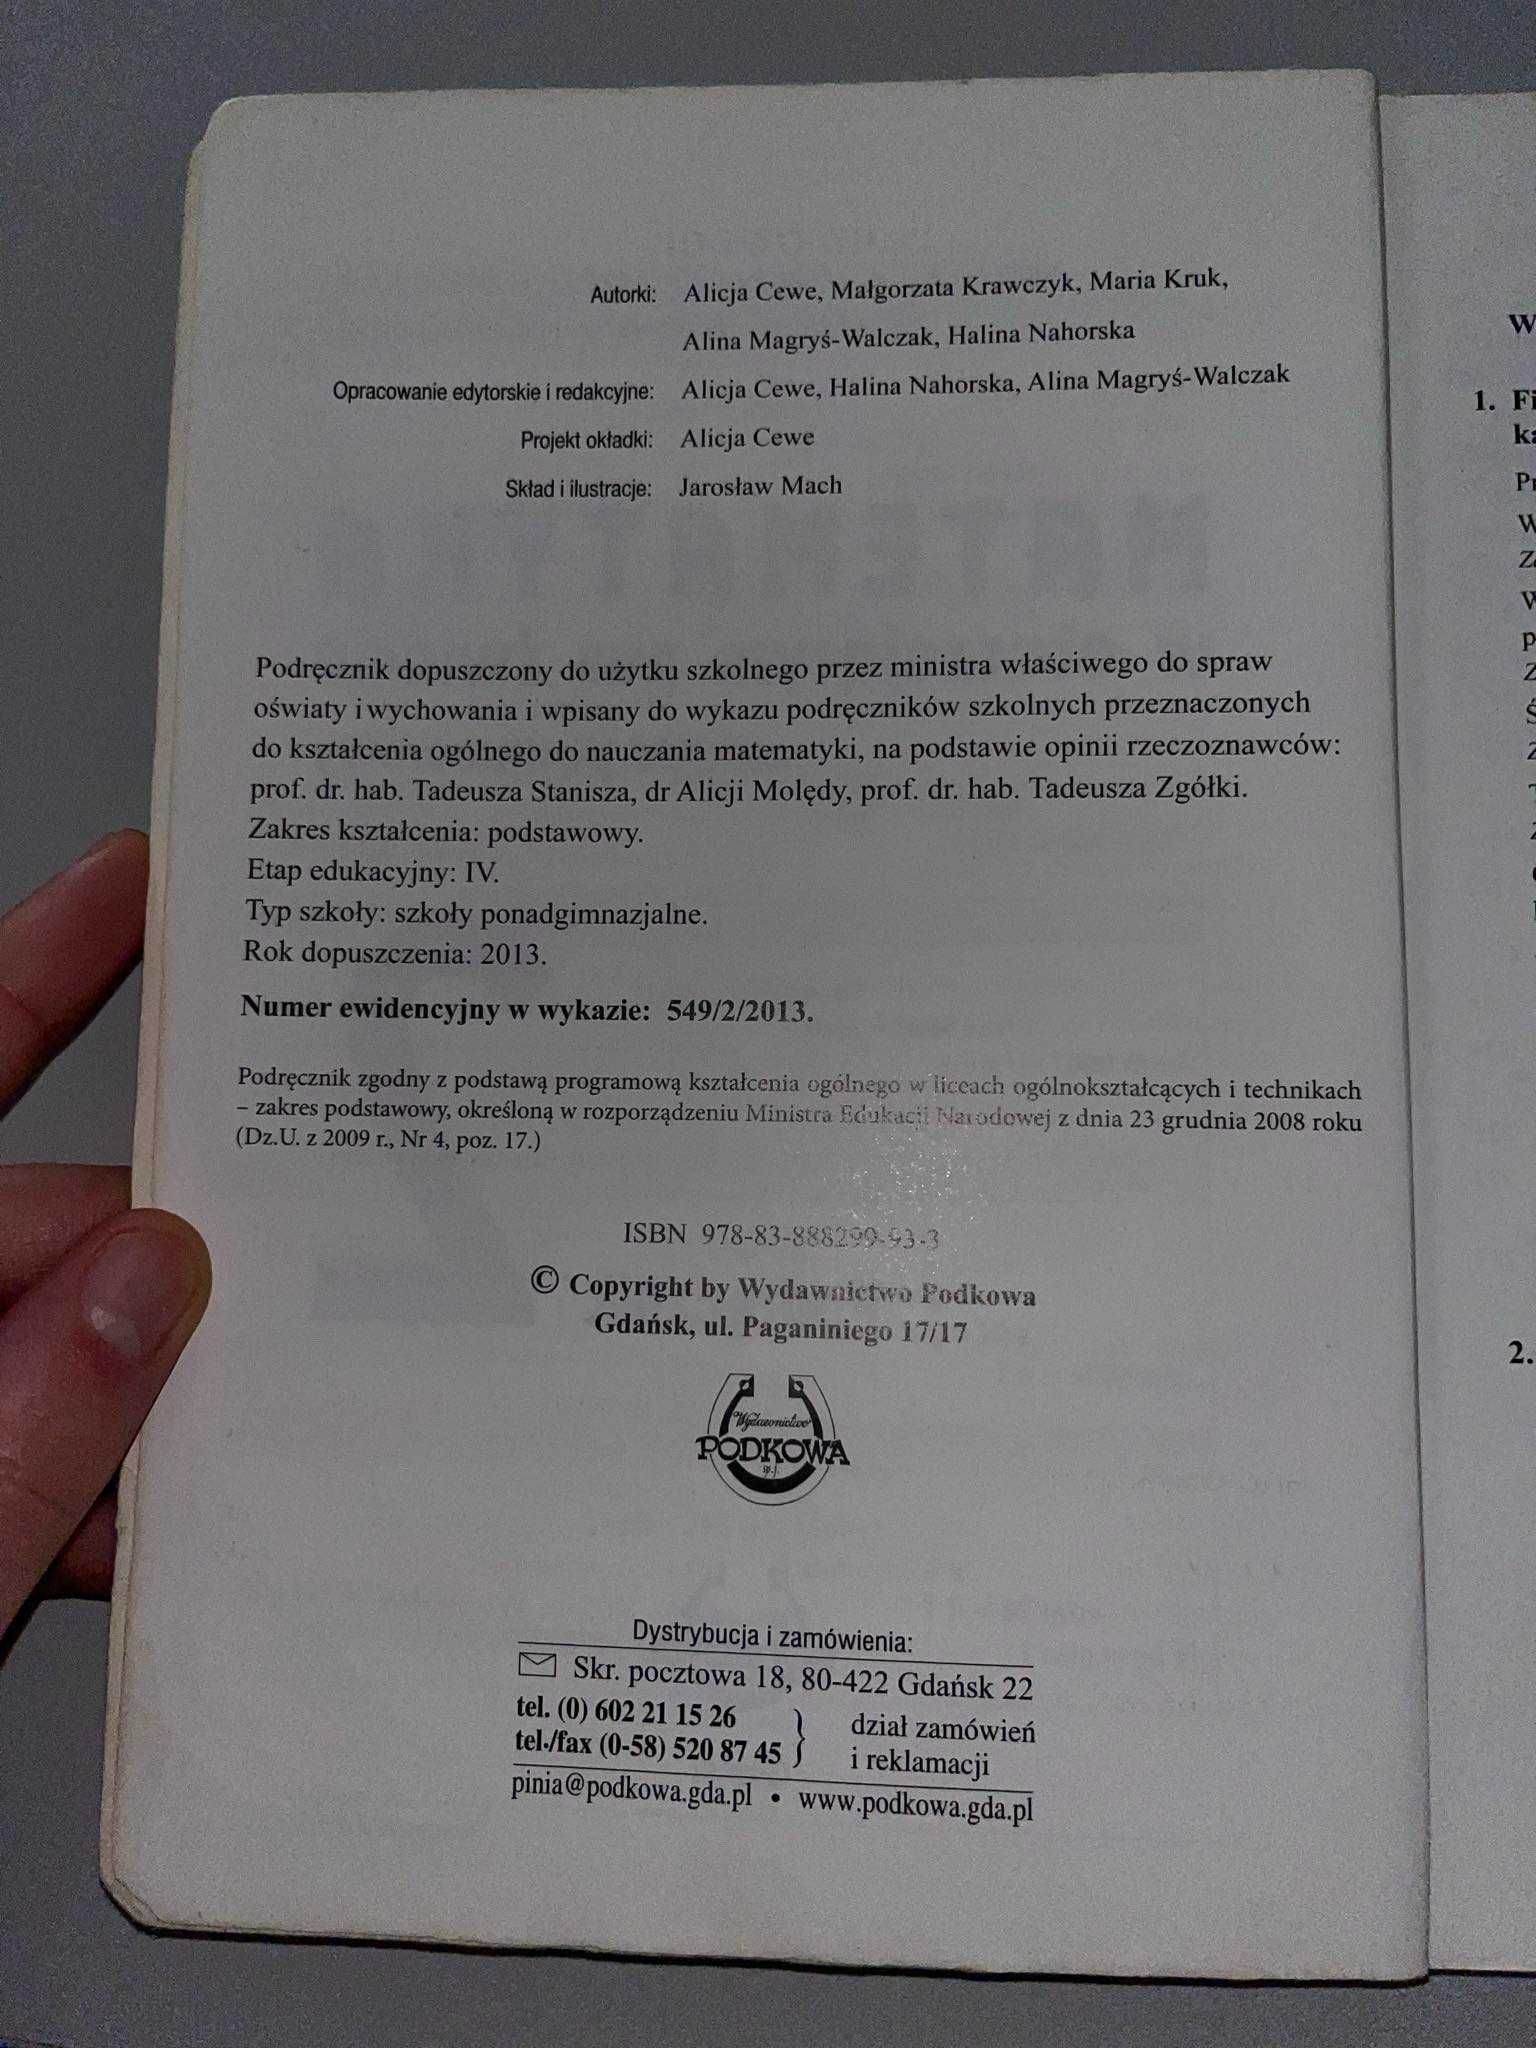 Autorki: Alicja Cewe, Małgorzata Krawczyk, Maria Kruk,
Alina Magryś-Walczak, Halina Nahorska
Opracowanie edytorskie i redakcyjne: Alicja Cewe, Halina Nahorska, Alina Magryś-Walczak
Projekt okładki: Alicja Cewe
Skład i ilustracje: Jarosław Mach
Podręcznik dopuszczony do użytku szkolnego przez ministra właściwego do spraw
oświaty i wychowania i wpisany do wykazu podręczników szkolnych przeznaczonych
do kształcenia ogólnego do nauczania matematyki, na podstawie opinii rzeczoznawców:
prof. dr. hab. Tadeusza Stanisza, dr Alicji Molędy, prof. dr. hab. Tadeusza Zgółki.
Zakres kształcenia: podstawowy.
Etap edukacyjny: IV.
Typ szkoły: szkoły ponadgimnazjalne.
Rok dopuszczenia: 2013.
Numer ewidencyjny w wykazie: 549/2/2013.
Podręcznik zgodny z podstawą programową kształcenia ogólnego w liceach ogólnokształcących i technikach
– zakres podstawowy, określoną w rozporządzeniu Ministra Edukacji Narodowej z dnia 23 grudnia 2008 roku
(Dz.U. z 2009 r., Nr 4, poz. 17.)
ISBN 978-83-888299-93-3
© Copyright by Wydawnictwo Podkowa
Gdańsk, ul. Paganiniego 17/17
Wydawnictwo
PODKOWA
sp.j.
Dystrybucja i zamówienia:
Skr. pocztowa 18, 80-422 Gdańsk 22
tel. (0) 602 21 15 26
tel./fax (0-58) 520 87 45
dział zamówień
i reklamacji
pinia@podkowa.gda.pl • www.podkowa.gda.pl
1.
2.